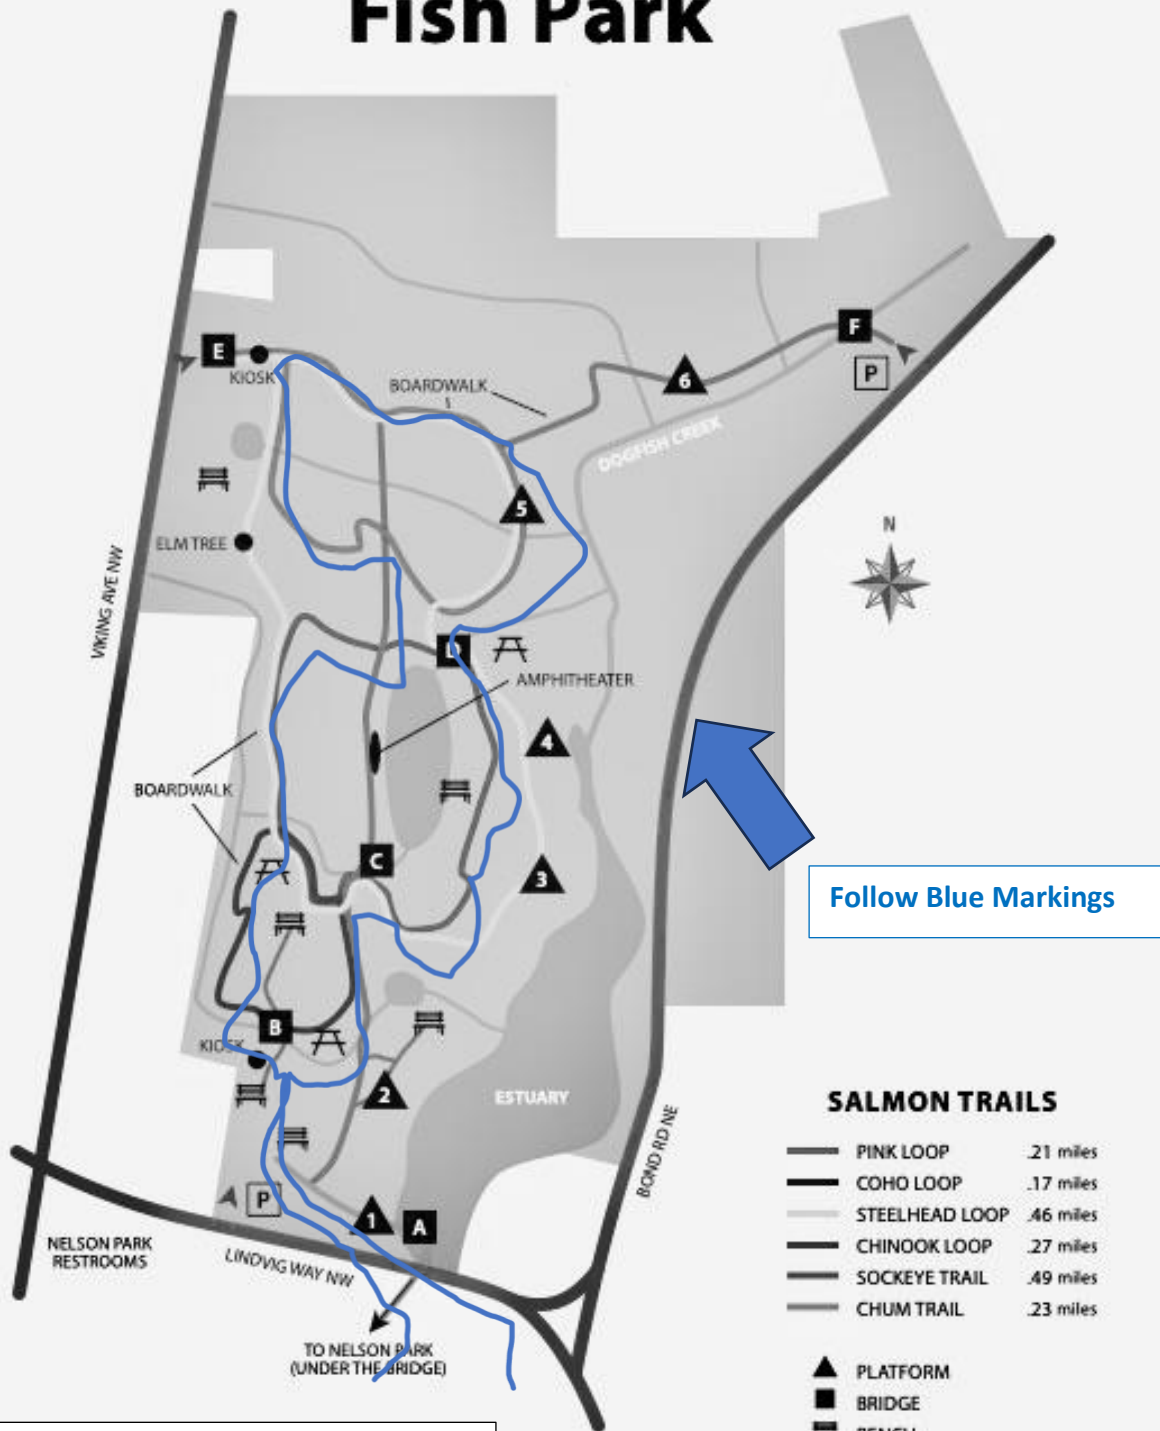 Fish Park
E
KIOSK
BOARDWALK
6
F
P
DOGFISH CREEK
5
ELM TREE
N
VIKING AVE NW
D
AMPHITHEATER
4
BOARDWALK
C
3
Follow Blue Markings
B
KIOSK
2
ESTUARY
BOND RD NE
P
1
A
NELSON PARK
RESTROOMS
LINDVIG WAY NW
TO NELSON PARK
(UNDER THE BRIDGE)
SALMON TRAILS
PINK LOOP .21 miles
COHO LOOP .17 miles
STEELHEAD LOOP .46 miles
CHINOOK LOOP .27 miles
SOCKEYE TRAIL .49 miles
CHUM TRAIL .23 miles
PLATFORM
BRIDGE